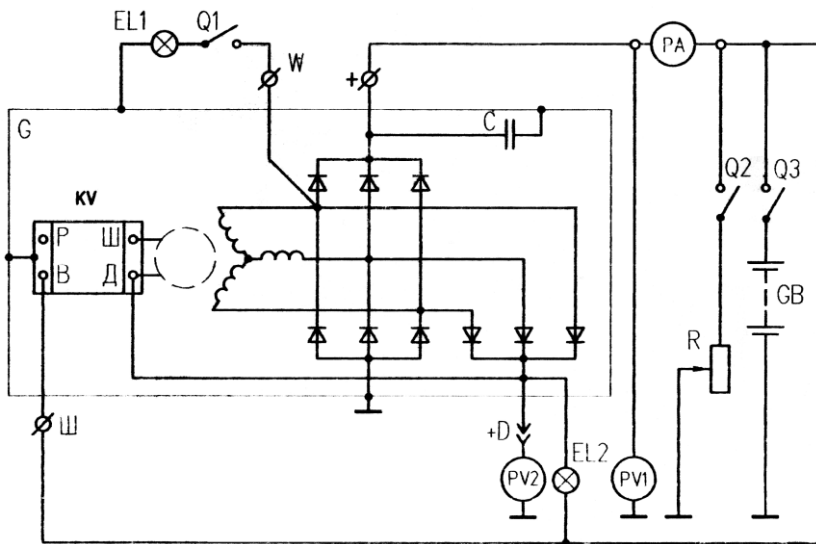 EL1 Q1
W
+
PA
G
C
KV
Q2 Q3
Р Ш
В Д
GB
R
Ш
+D
EL2
PV2
PV1